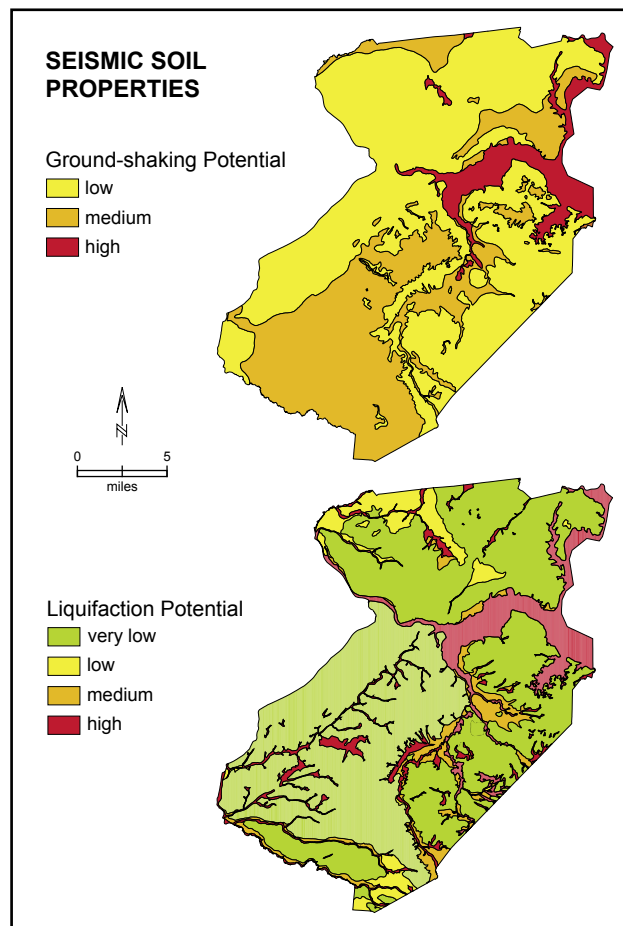 SEISMIC SOIL
PROPERTIES
Ground-shaking Potential
low
medium
high
N
0 5
miles
Liquifaction Potential
very low
low
medium
high